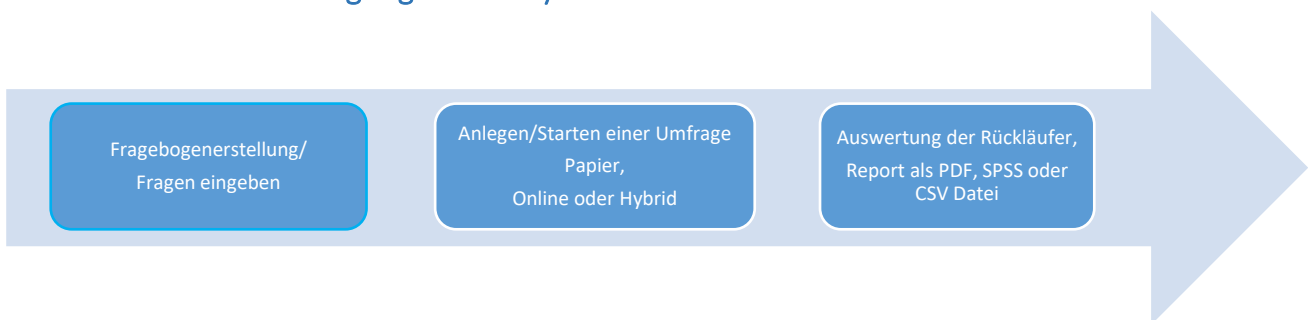 Fragebogenerstellung/
Fragen eingeben
Anlegen/Starten einer Umfrage
Papier,
Online oder Hybrid
Auswertung der Rückläufer,
Report als PDF, SPSS oder
CSV Datei